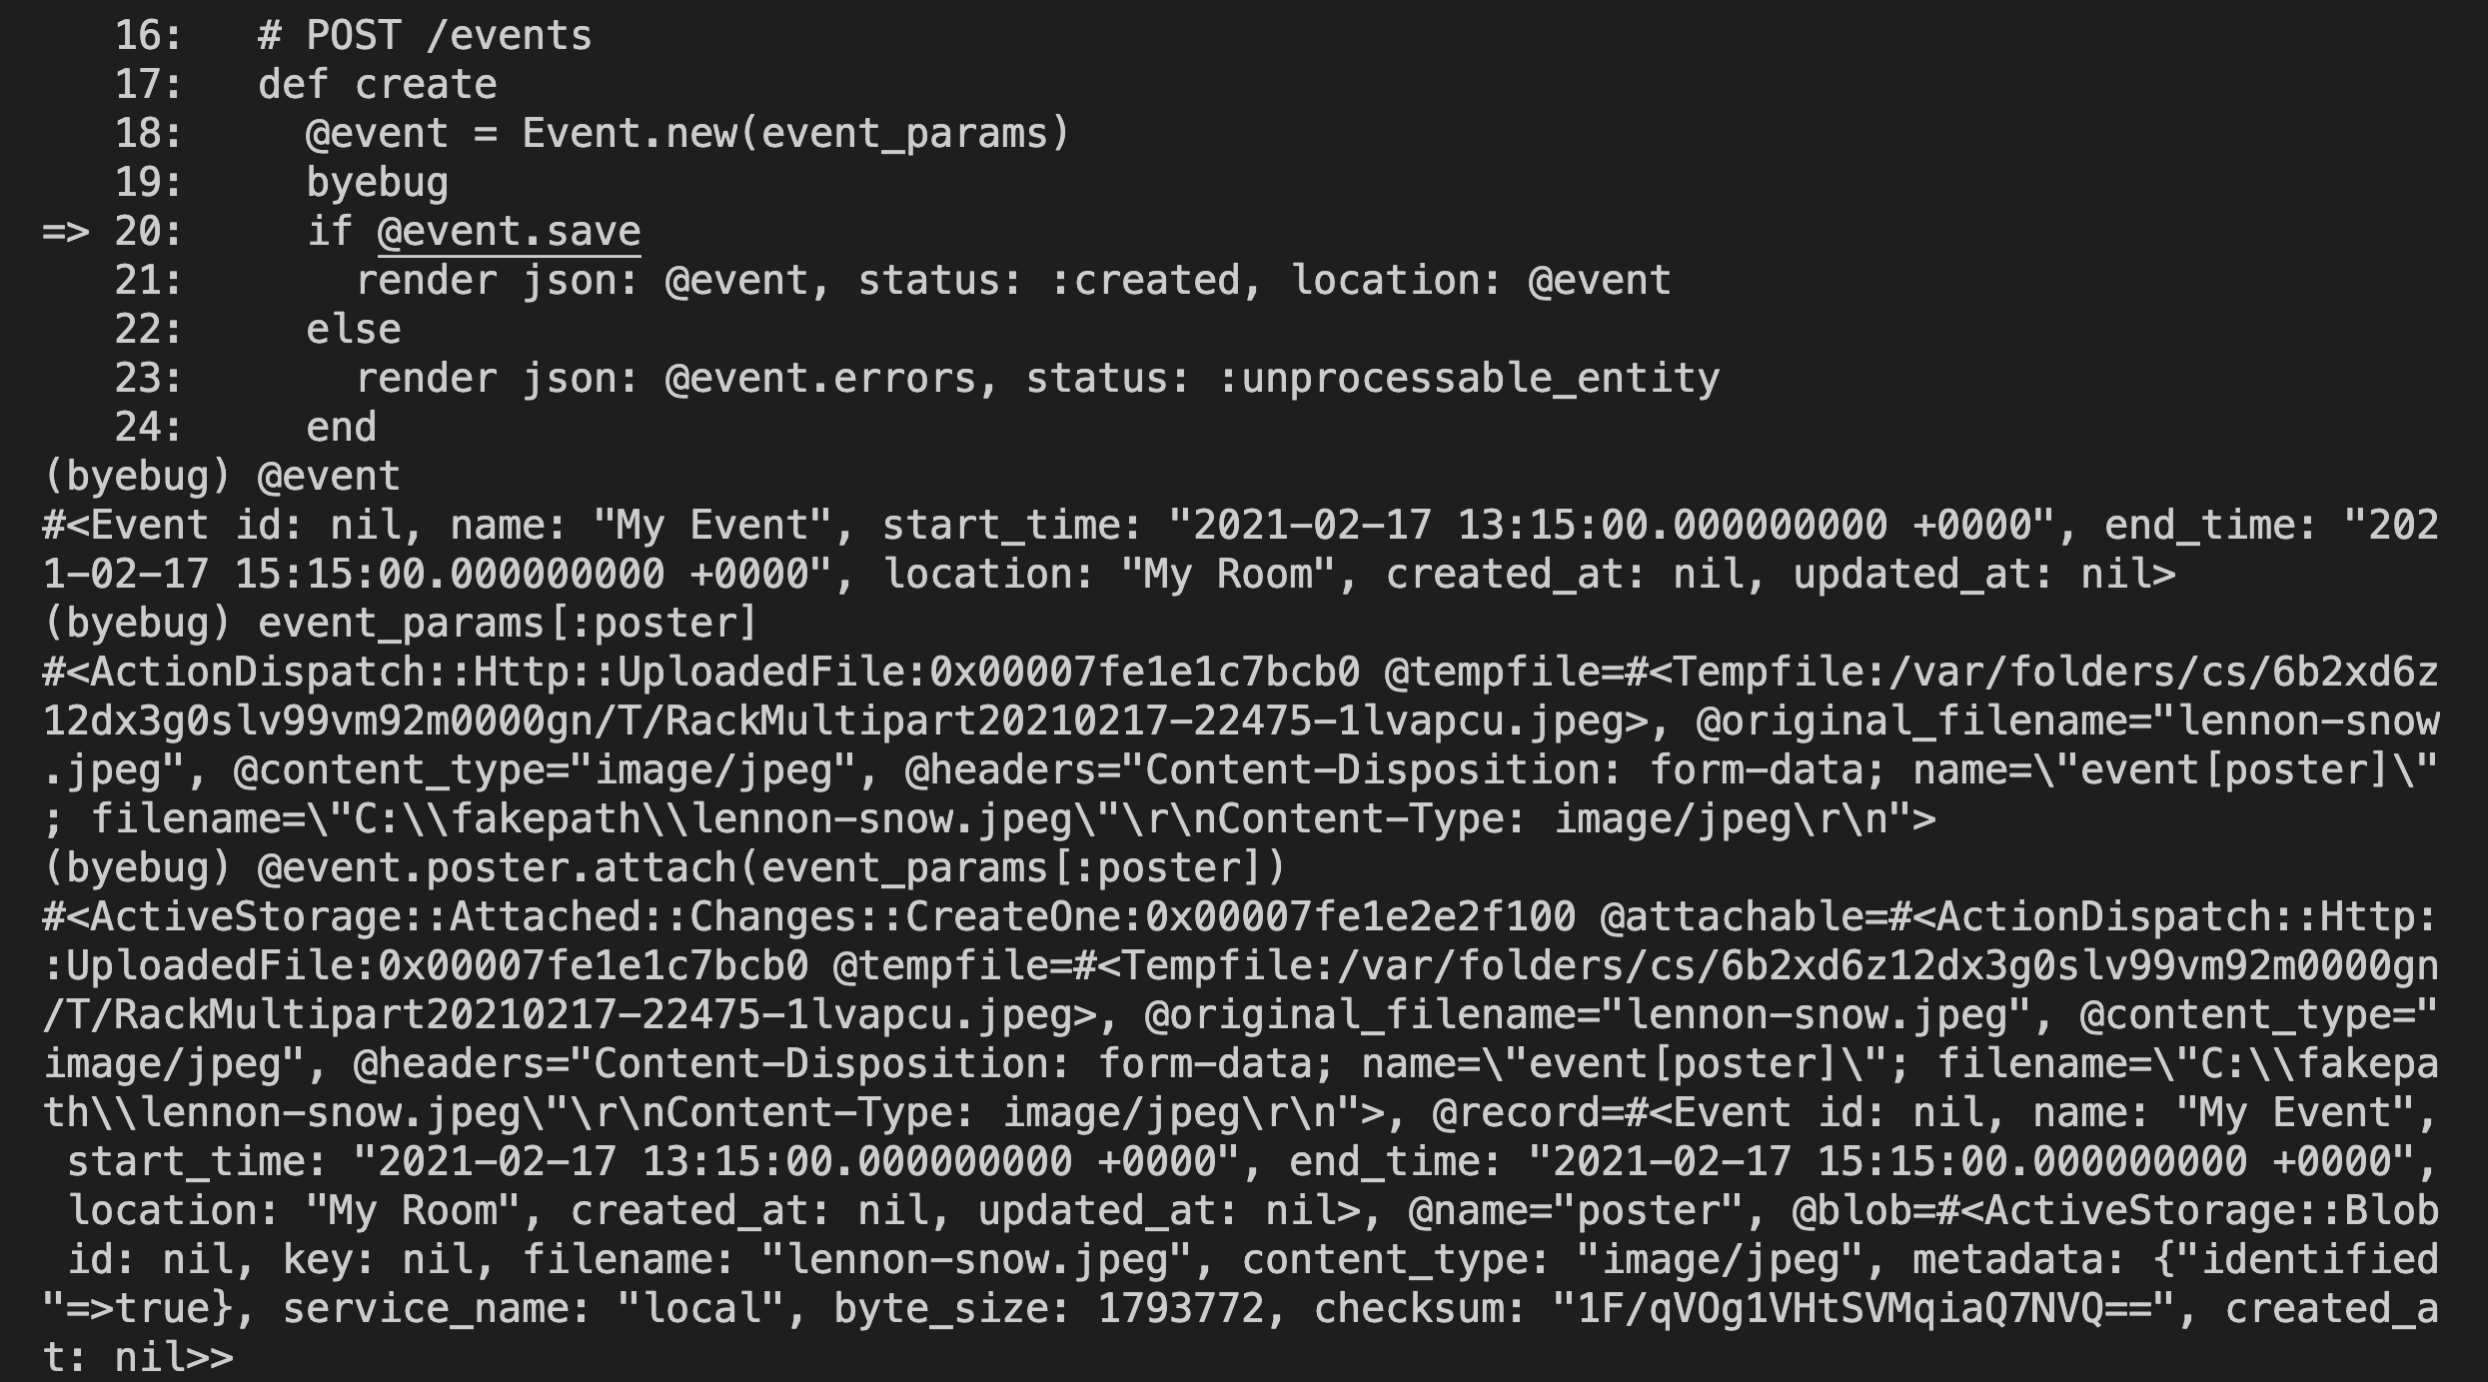 16:   # POST /events
   17:   def create
   18:     @event = Event.new(event_params)
   19:     byebug
=> 20:     if @event.save
   21:       render json: @event, status: :created, location: @event
   22:     else
   23:       render json: @event.errors, status: :unprocessable_entity
   24:     end
(byebug) @event
#<Event id: nil, name: "My Event", start_time: "2021-02-17 13:15:00.000000000 +0000", end_time: "202
1-02-17 15:15:00.000000000 +0000", location: "My Room", created_at: nil, updated_at: nil>
(byebug) event_params[:poster]
#<ActionDispatch::Http::UploadedFile:0x00007fe1e1c7bcb0 @tempfile=#<Tempfile:/var/folders/cs/6b2xd6z
12dx3g0slv99vm92m0000gn/T/RackMultipart20210217-22475-1lvapcu.jpeg>, @original_filename="lennon-snow
.jpeg", @content_type="image/jpeg", @headers="Content-Disposition: form-data; name=\"event[poster]\"
; filename=\"C:\\fakepath\\lennon-snow.jpeg\"\r\nContent-Type: image/jpeg\r\n">
(byebug) @event.poster.attach(event_params[:poster])
#<ActiveStorage::Attached::Changes::CreateOne:0x00007fe1e2e2f100 @attachable=#<ActionDispatch::Http:
:UploadedFile:0x00007fe1e1c7bcb0 @tempfile=#<Tempfile:/var/folders/cs/6b2xd6z12dx3g0slv99vm92m0000gn
/T/RackMultipart20210217-22475-1lvapcu.jpeg>, @original_filename="lennon-snow.jpeg", @content_type="
image/jpeg", @headers="Content-Disposition: form-data; name=\"event[poster]\"; filename=\"C:\\fakepa
th\\lennon-snow.jpeg\"\r\nContent-Type: image/jpeg\r\n">, @record=#<Event id: nil, name: "My Event",
 start_time: "2021-02-17 13:15:00.000000000 +0000", end_time: "2021-02-17 15:15:00.000000000 +0000",
 location: "My Room", created_at: nil, updated_at: nil>, @name="poster", @blob=#<ActiveStorage::Blob
 id: nil, key: nil, filename: "lennon-snow.jpeg", content_type: "image/jpeg", metadata: {"identified
"=>true}, service_name: "local", byte_size: 1793772, checksum: "1F/qVOg1VHtSVMqiaQ7NVQ==", created_a
t: nil>>